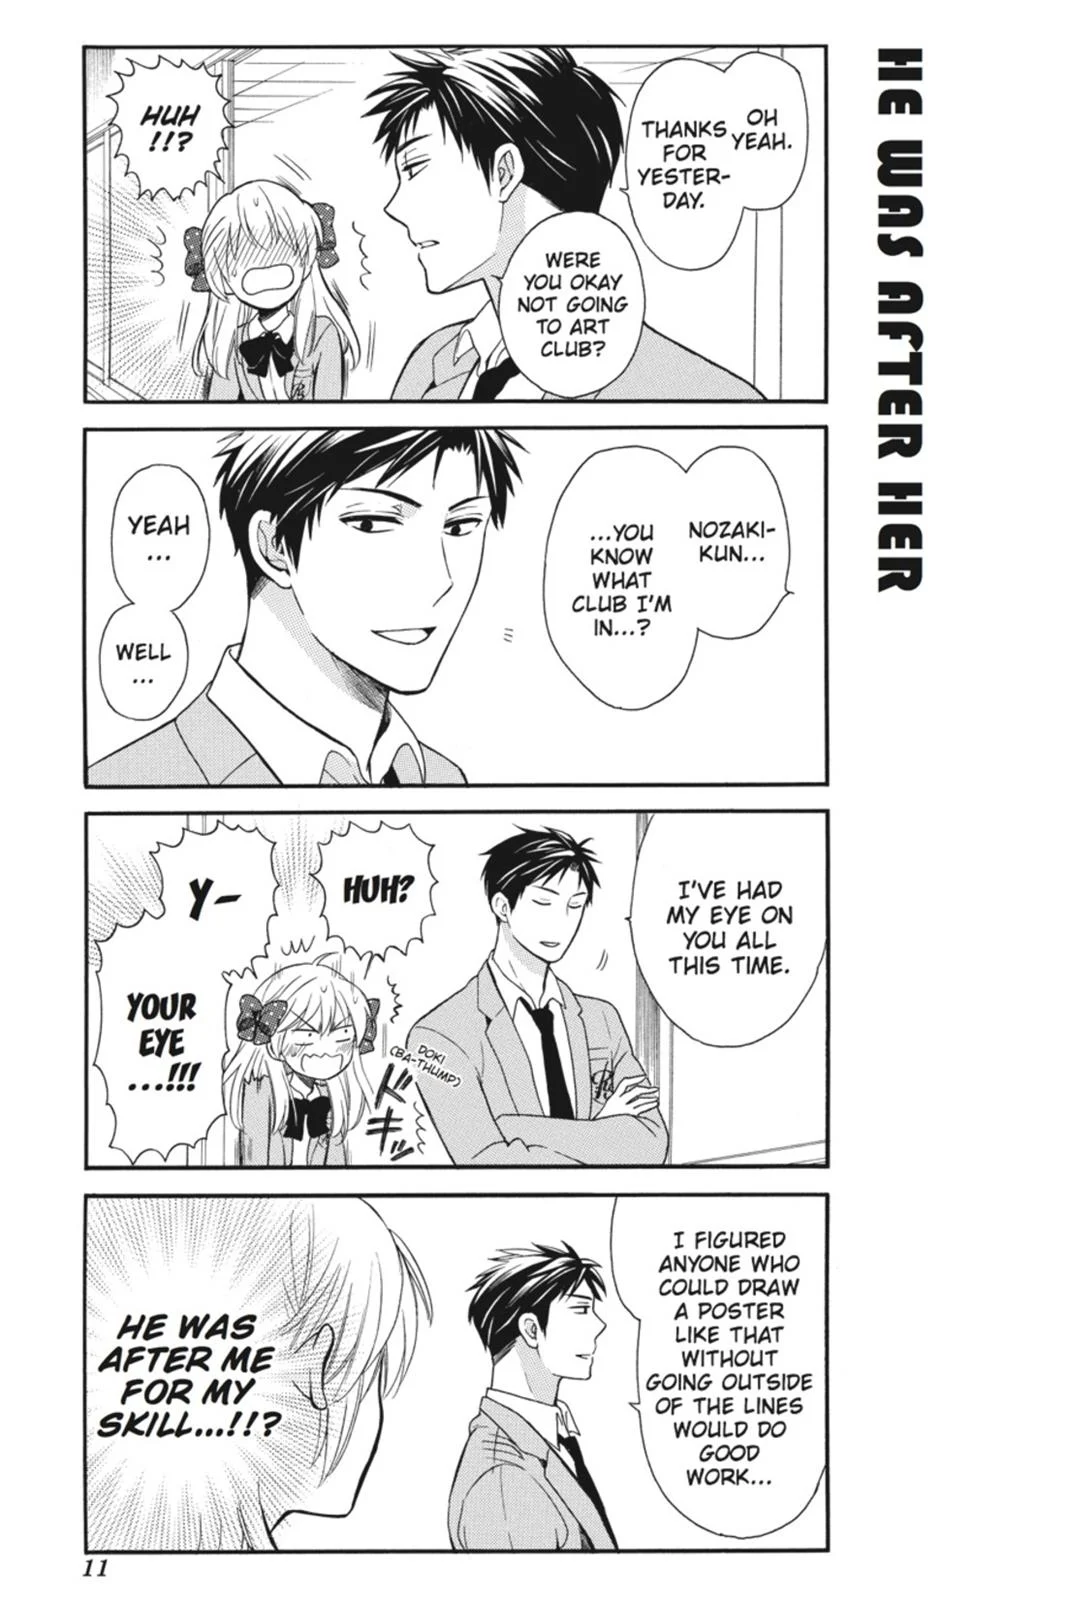 HE WAS AFTER HER
OH
YEAH.
THANKS
FOR
YESTER-
DAY.
WERE
YOU OKAY
NOT GOING
TO ART
CLUB?
HUH
!!?
NOZAKI-
KUN...
...YOU
KNOW
WHAT
CLUB I'M
IN...?
YEAH
...
WELL
...
I'VE HAD
MY EYE ON
YOU ALL
THIS TIME.
HUH?
DOKI
(BA-THUMP)
ドキッ
Y-
YOUR
EYE
...!!!
I FIGURED
ANYONE WHO
COULD DRAW
A POSTER
LIKE THAT
WITHOUT
GOING OUTSIDE
OF THE LINES
WOULD DO
GOOD
WORK...
HE WAS
AFTER ME
FOR MY
SKILL...!!?
11